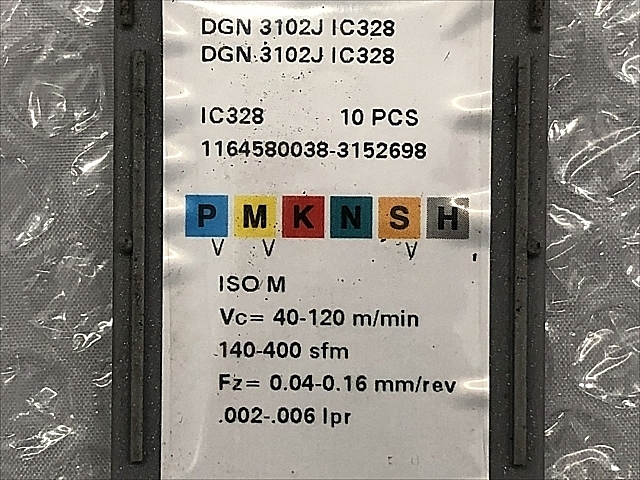 DGN 3102J IC328
DGN 3102J IC328
IC328 10 PCS
1164580038-3152698
P M K N S H
V V V
ISO M
Vc= 40-120 m/min
140-400 sfm
Fz= 0.04-0.16 mm/rev
.002-.006 Ipr